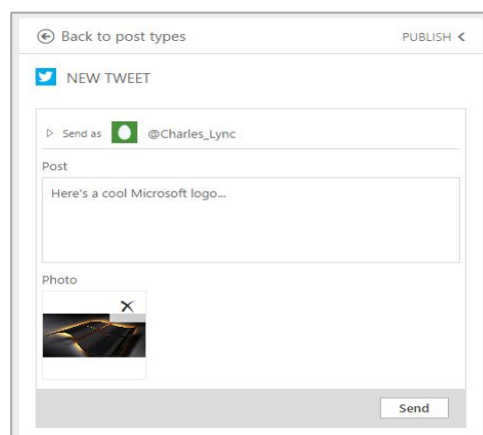 Back to post types
PUBLISH <
NEW TWEET
Send as @Charles_Lync
Post
Here's a cool Microsoft logo...
Photo
Send